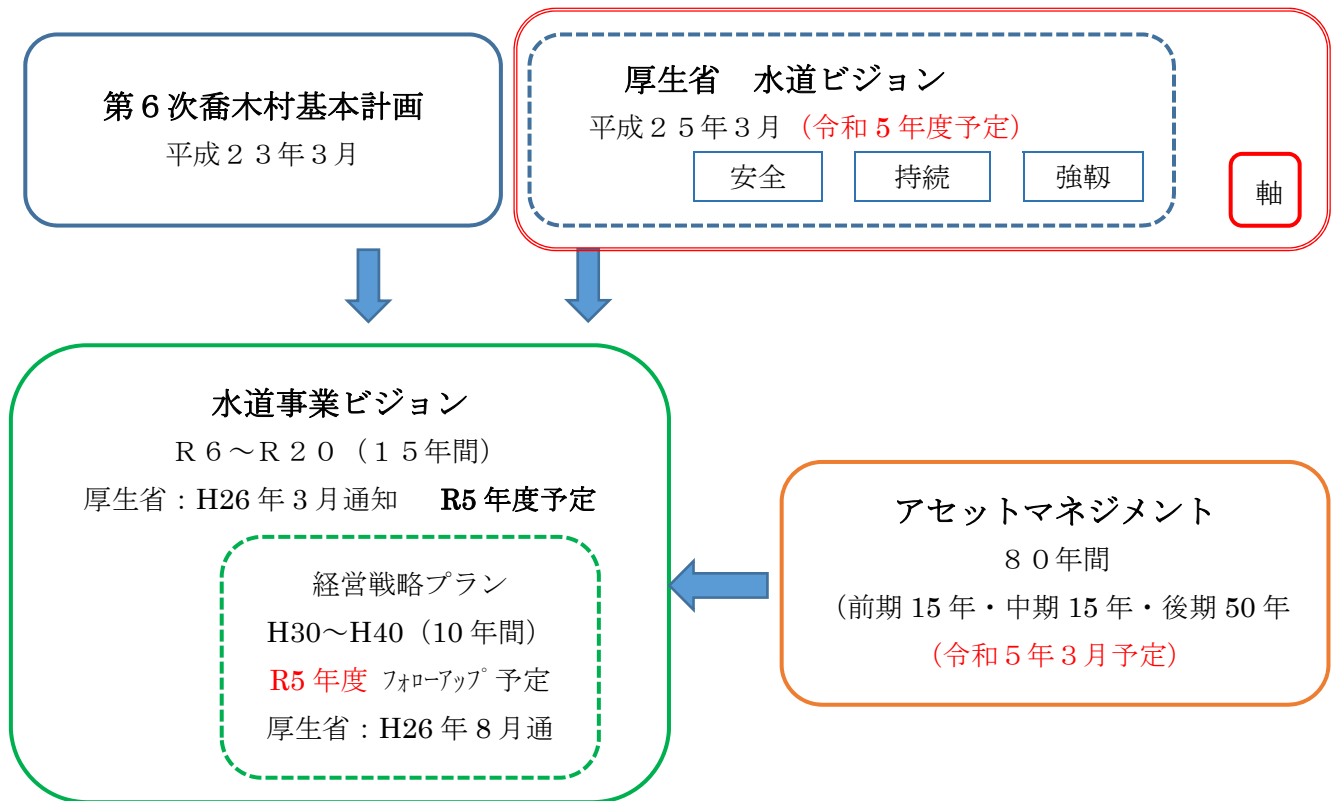 第６次喬木村基本計画
平成２３年３月
厚生省　水道ビジョン
平成２５年３月（令和 5 年度予定）
安全
持続
強靱
軸
水道事業ビジョン
Ｒ６～Ｒ２０（１５年間）
厚生省：H26 年 3 月通知　R5 年度予定
経営戦略プラン
H30～H40（10 年間）
R5 年度 ﾌｫﾛｰｱｯﾌﾟ 予定
厚生省：H26 年 8 月通
アセットマネジメント
８０年間
（前期 15 年・中期 15 年・後期 50 年
（令和５年３月予定）